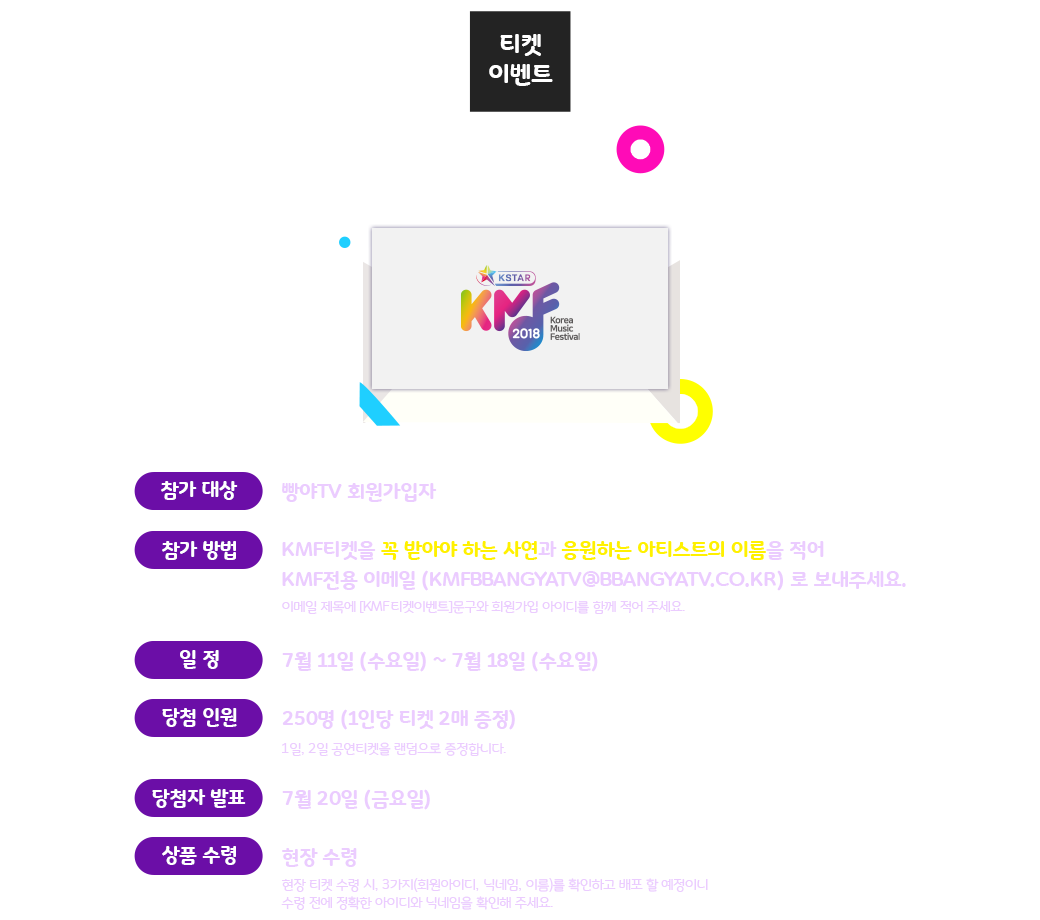 티켓
이벤트
KSTAR
KMF
2018
Korea
Music
Festival
참가 대상
빵야TV 회원가입자
참가 방법
KMF티켓을 꼭 받아야 하는 사연과 응원하는 아티스트의 이름을 적어
KMF전용 이메일 (KMFBBANGYATV@BBANGYATV.CO.KR) 로 보내주세요.
이메일 제목에 [KMF티켓이벤트]문구와 회원가입 아이디를 함께 적어 주세요.
일 정
7월 11일 (수요일) ~ 7월 18일 (수요일)
당첨 인원
250명 (1인당 티켓 2매 증정)
1일, 2일 공연티켓을 랜덤으로 증정합니다.
당첨자 발표
7월 20일 (금요일)
상품 수령
현장 수령
현장 티켓 수령 시, 3가지(회원아이디, 닉네임, 이름)를 확인하고 배포 할 예정이니
수령 전에 정확한 아이디와 닉네임을 확인해 주세요.